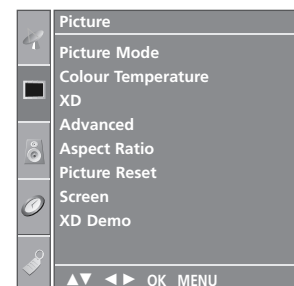 Picture
Picture Mode
Colour Temperature
XD
Advanced
Aspect Ratio
Picture Reset
Screen
XD Demo
▲▼ ◄► OK MENU